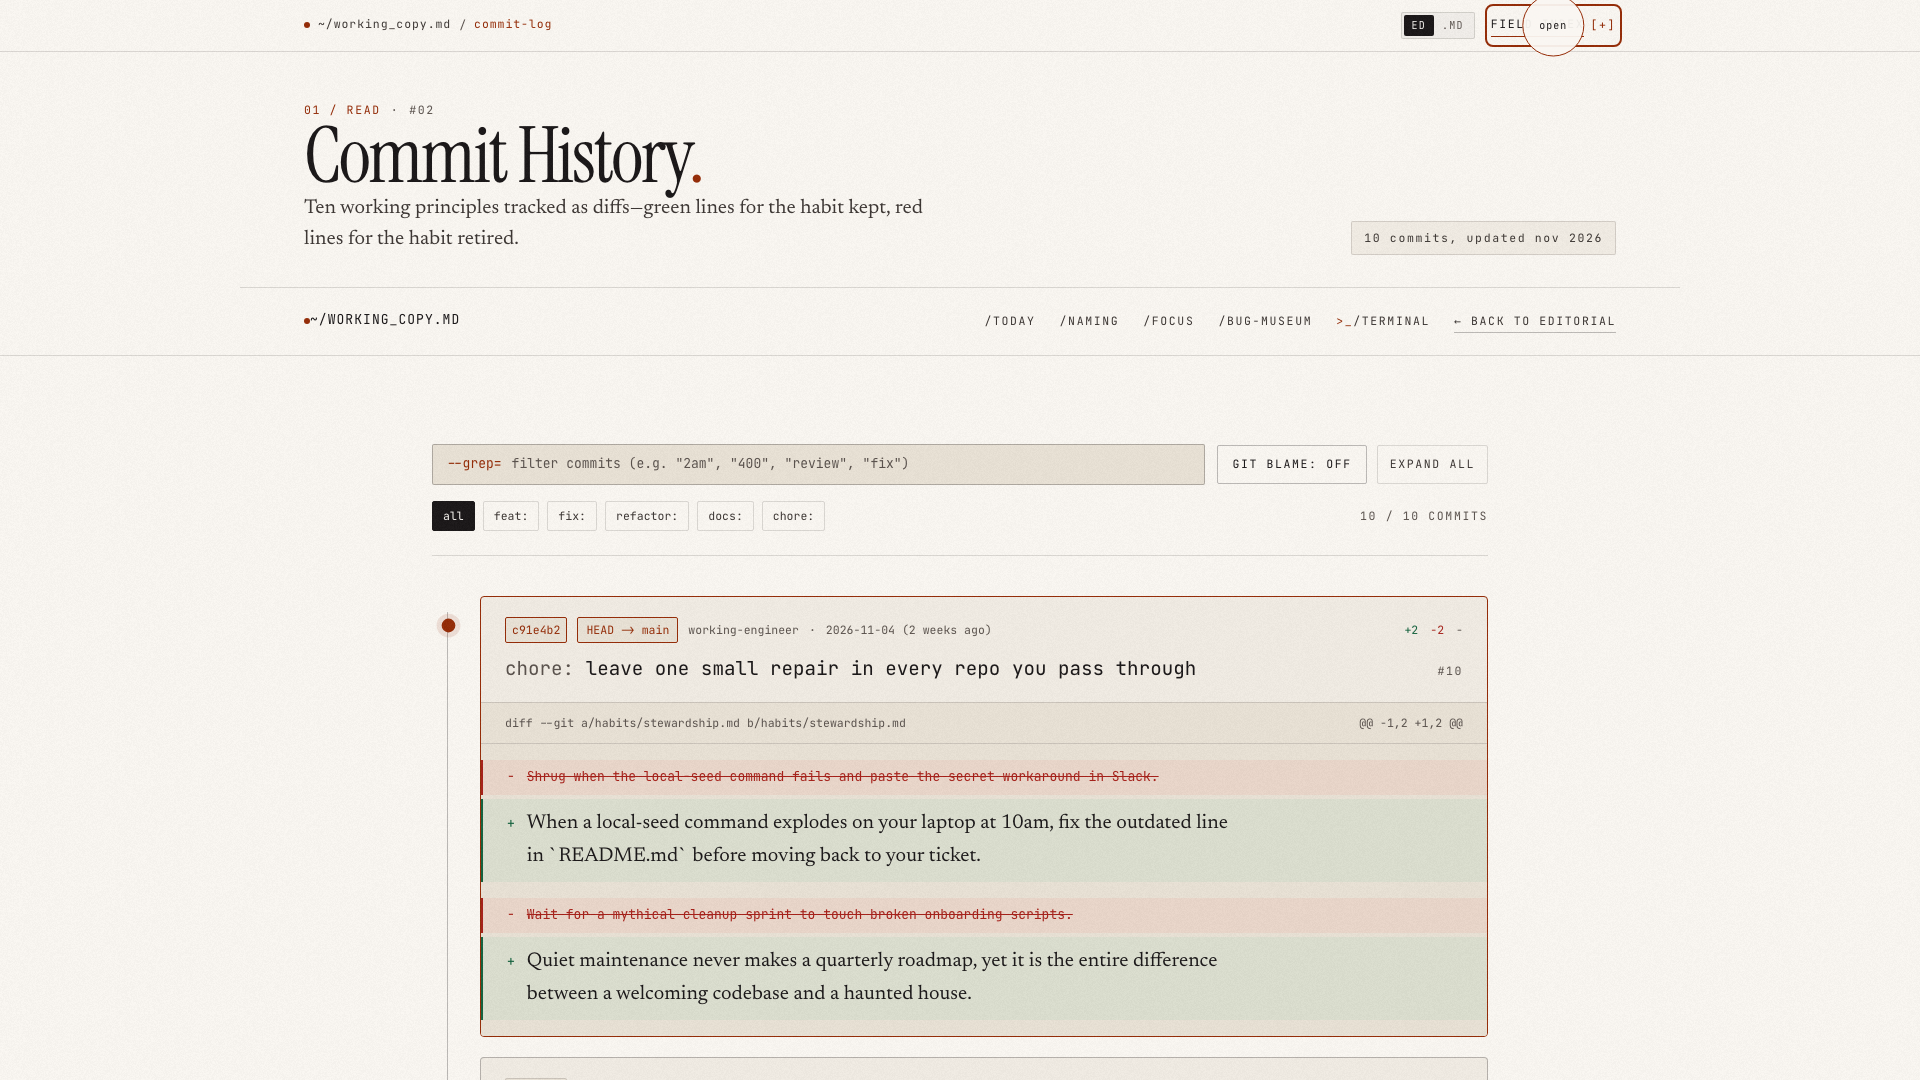 ~/working_copy.md / commit-log
ED .MD
open [+]
01 / READ · #02
Commit History.
Ten working principles tracked as diffs—green lines for the habit kept, red
lines for the habit retired.
10 commits, updated nov 2026
~/WORKING_COPY.MD
/TODAY /NAMING /FOCUS /BUG-MUSEUM >_/TERMINAL ← BACK TO EDITORIAL
--grep= filter commits (e.g. "2am", "400", "review", "fix")
GIT BLAME: OFF
EXPAND ALL
all feat: fix: refactor: docs: chore:
10 / 10 COMMITS
c91e4b2 HEAD → main working-engineer · 2026-11-04 (2 weeks ago)
+2 -2 -
chore: leave one small repair in every repo you pass through
#10
diff --git a/habits/stewardship.md b/habits/stewardship.md
@@ -1,2 +1,2 @@
- Shrug when the local-seed command fails and paste the secret workaround in Slack.
+ When a local-seed command explodes on your laptop at 10am, fix the outdated line
in `README.md` before moving back to your ticket.
- Wait for a mythical cleanup sprint to touch broken onboarding scripts.
+ Quiet maintenance never makes a quarterly roadmap, yet it is the entire difference
between a welcoming codebase and a haunted house.